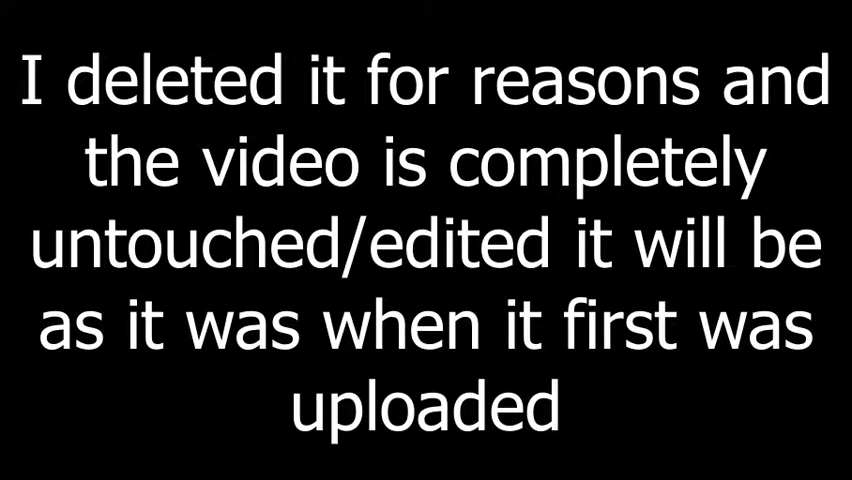 I deleted it for reasons and
the video is completely
untouched/edited it will be
as it was when it first was
uploaded